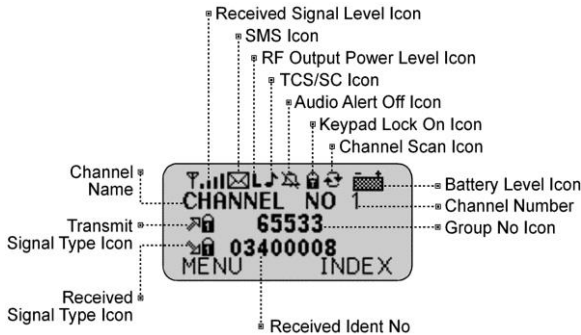 Received Signal Level Icon
SMS Icon
RF Output Power Level Icon
TCS/SC Icon
Audio Alert Off Icon
Keypad Lock On Icon
Channel Scan Icon
Channel
Name
L
CHANNEL NO 1
Battery Level Icon
Channel Number
Transmit
Signal Type Icon
65533
Group No Icon
03400008
MENU INDEX
Received
Signal Type Icon
Received Ident No